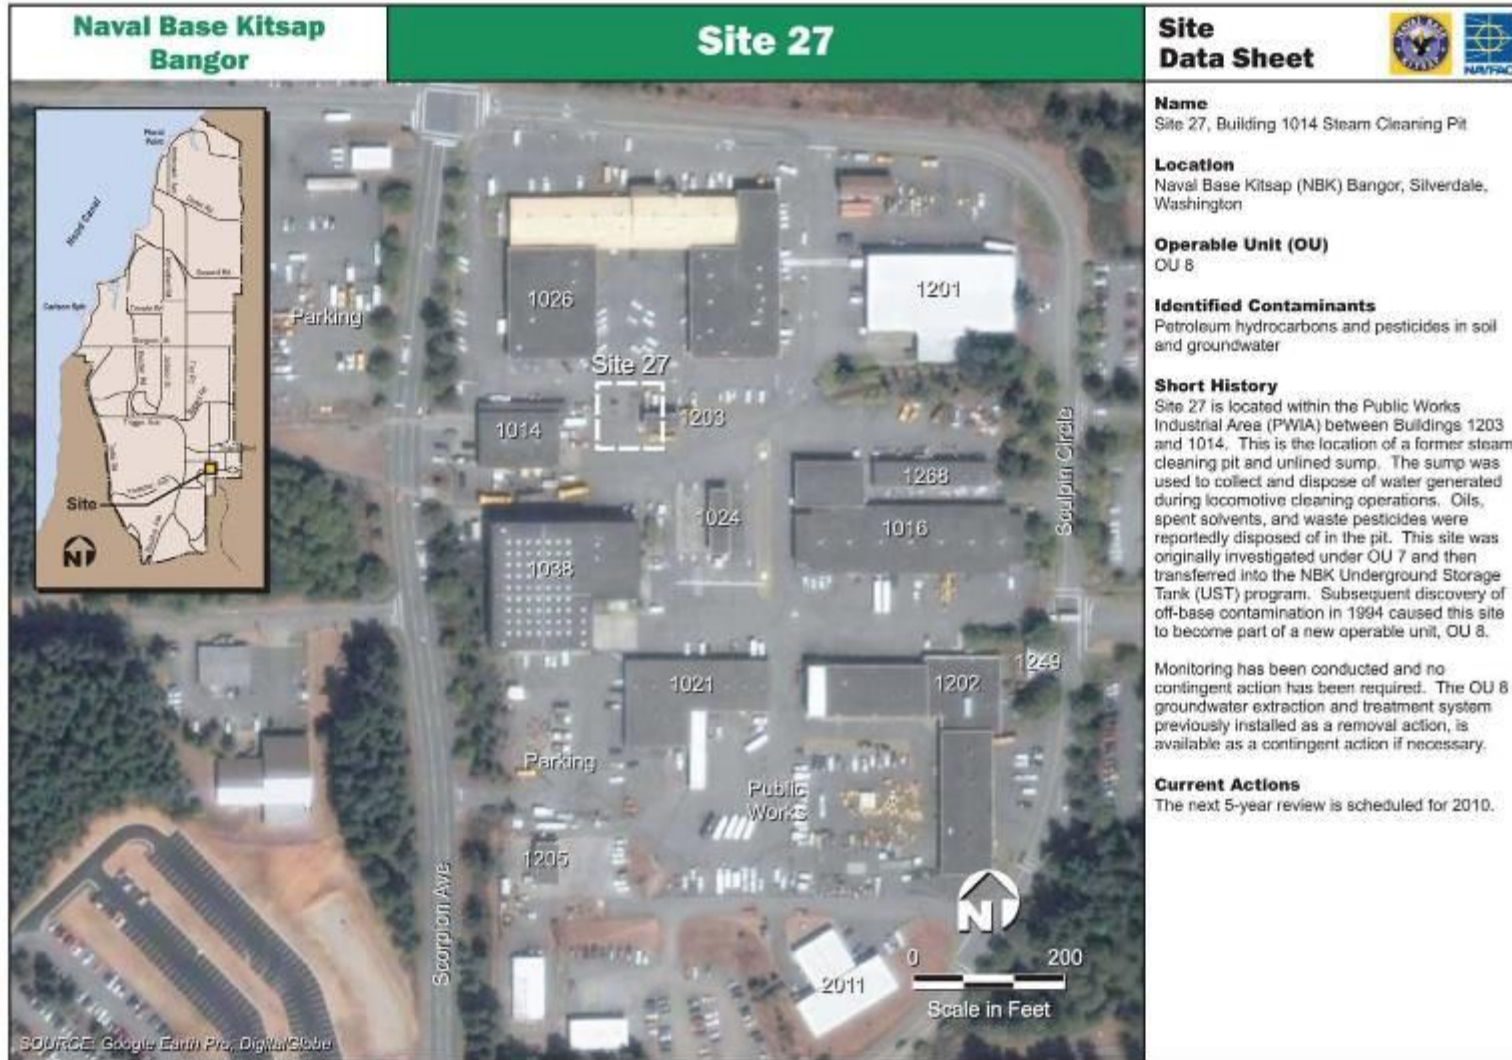 Naval Base Kitsap
Bangor
Site 27
Site
Data Sheet
NAVFAC
Name
Site 27, Building 1014 Steam Cleaning Pit
Location
Naval Base Kitsap (NBK) Bangor, Silverdale,
Washington
Operable Unit (OU)
OU 8
Identified Contaminants
Petroleum hydrocarbons and pesticides in soil
and groundwater
Short History
Site 27 is located within the Public Works
Industrial Area (PWIA) between Buildings 1203
and 1014. This is the location of a former steam
cleaning pit and unlined sump. The sump was
used to collect and dispose of water generated
during locomotive cleaning operations. Oils,
spent solvents, and waste pesticides were
reportedly disposed of in the pit. This site was
originally investigated under OU 7 and then
transferred into the NBK Underground Storage
Tank (UST) program. Subsequent discovery of
off-base contamination in 1994 caused this site
to become part of a new operable unit, OU 8.
Monitoring has been conducted and no
contingent action has been required. The OU 8
groundwater extraction and treatment system
previously installed as a removal action, is
available as a contingent action if necessary.
Current Actions
The next 5-year review is scheduled for 2010.
Hood Canal
Site
N
Parking
1026
1201
Site 27
1203
1014
1268
1024
1016
Sculpin Circle
1038
1249
1021
1202
Parking
Public
Works
1205
Scorpion Ave.
N
0 200
Scale in Feet
2011
SOURCE: Google Earth Pro, DigitalGlobe